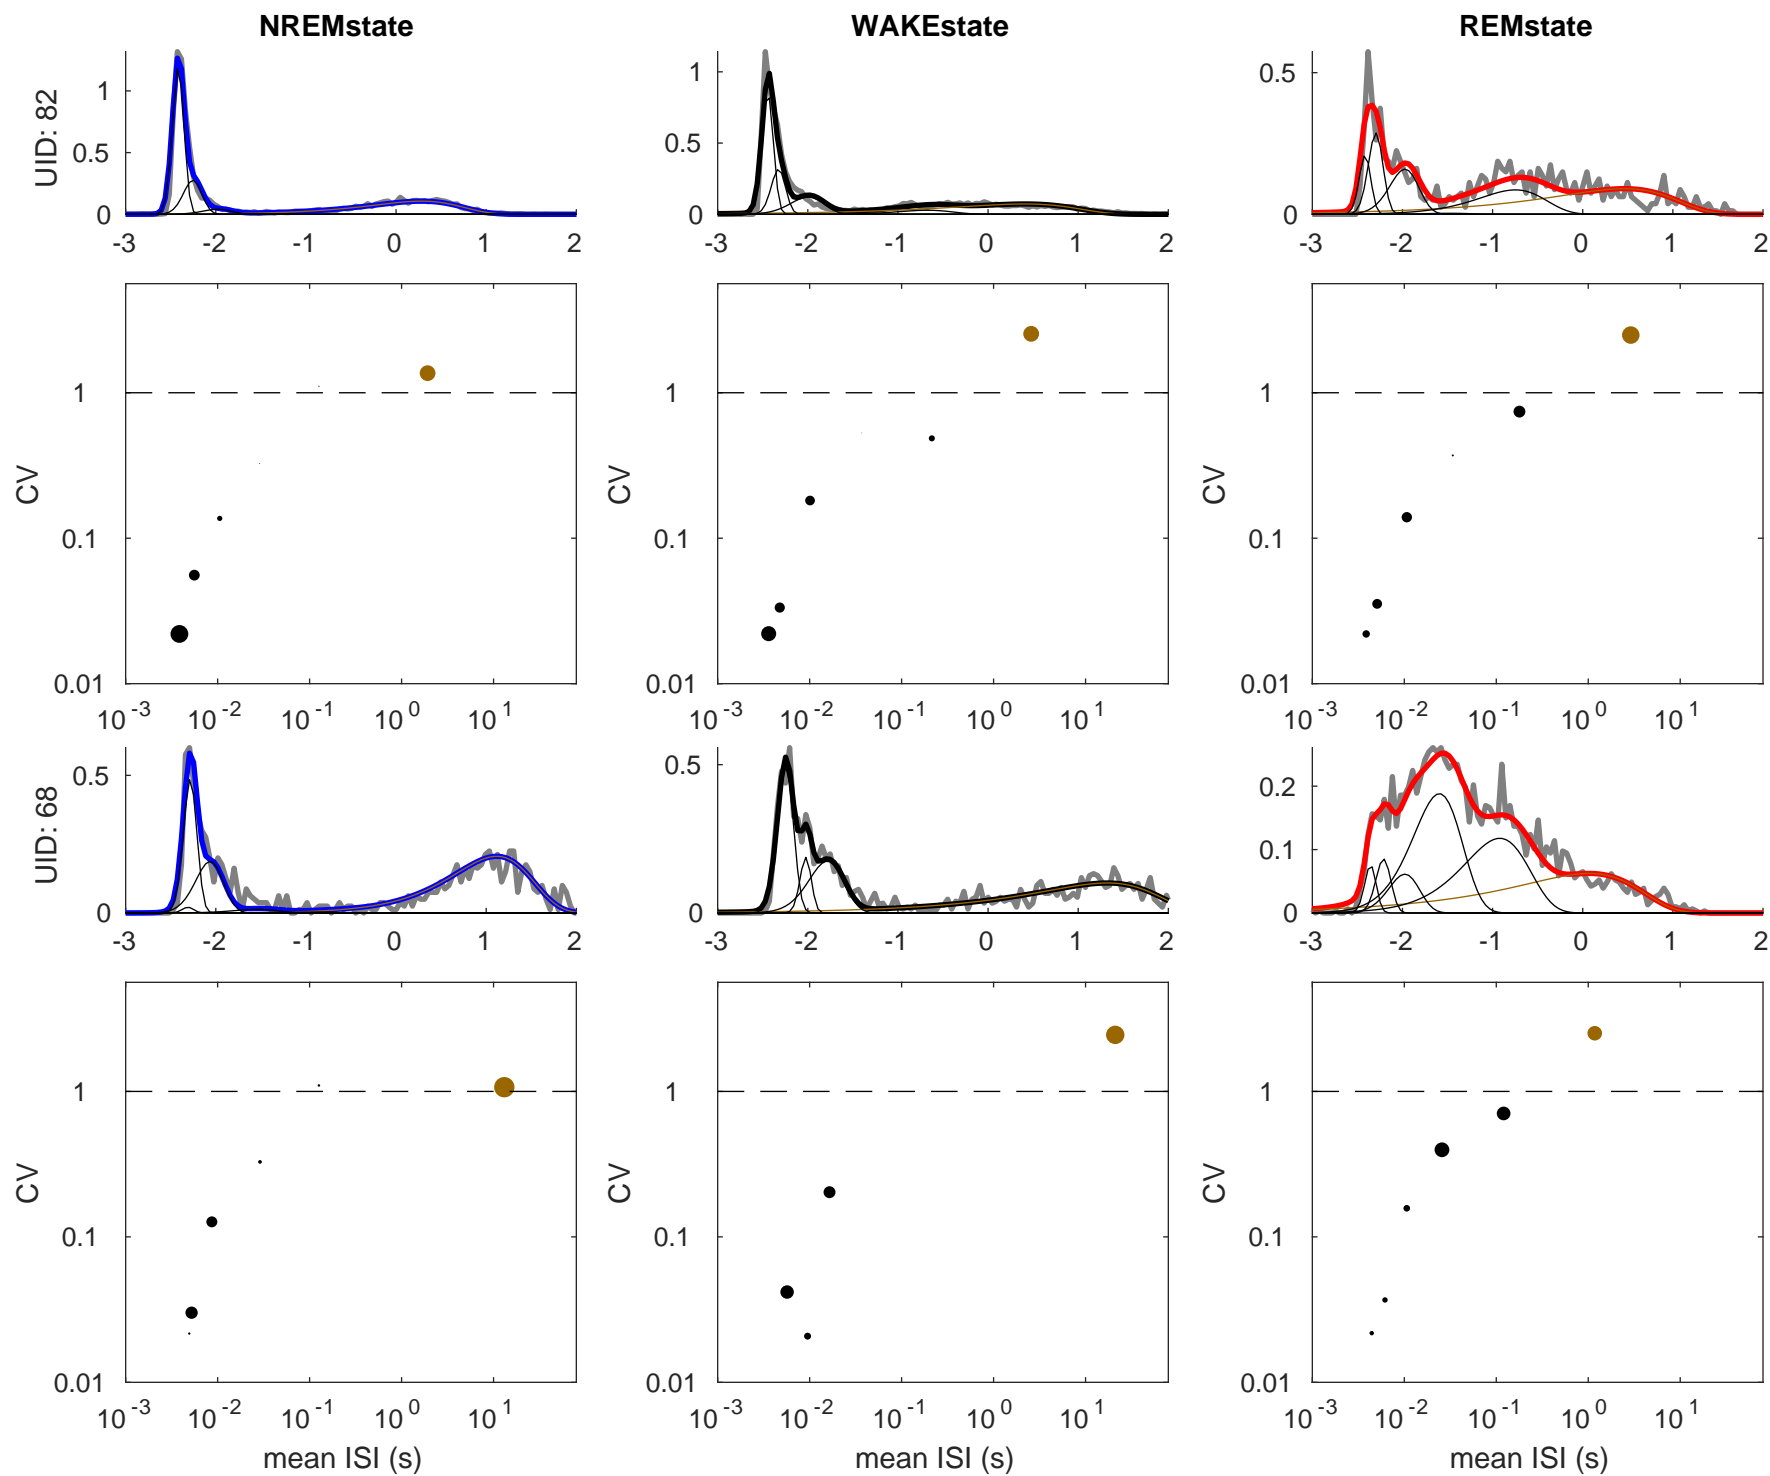 NREMstate WAKEstate REMstate
UID: 82
1 0.5 0
1 0.5 0
0.5 0
-3 -2 -1 0 1 2
-3 -2 -1 0 1 2
-3 -2 -1 0 1 2
CV 1 0.1 0.01
CV 1 0.1 0.01
CV 1 0.1 0.01
10^-3 10^-2 10^-1 10^0 10^1
10^-3 10^-2 10^-1 10^0 10^1
10^-3 10^-2 10^-1 10^0 10^1
UID: 68
0.5 0
0.5 0
0.2 0.1 0
-3 -2 -1 0 1 2
-3 -2 -1 0 1 2
-3 -2 -1 0 1 2
CV 1 0.1 0.01
CV 1 0.1 0.01
CV 1 0.1 0.01
10^-3 10^-2 10^-1 10^0 10^1
10^-3 10^-2 10^-1 10^0 10^1
10^-3 10^-2 10^-1 10^0 10^1
mean ISI (s) mean ISI (s) mean ISI (s)